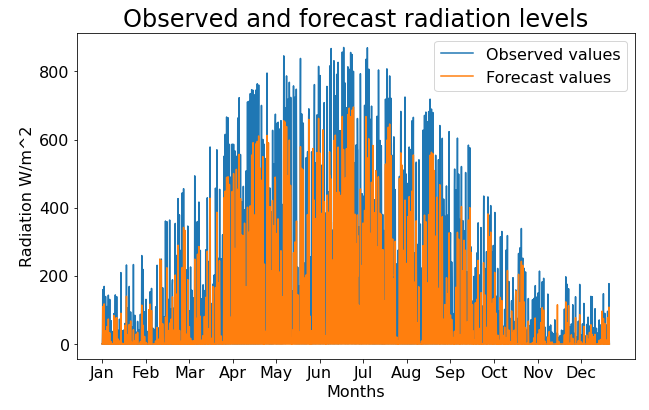 Observed and forecast radiation levels
Observed values
Forecast values
Radiation W/m^2
800
600
400
200
0
Jan Feb Mar Apr May Jun Jul Aug Sep Oct Nov Dec
Months